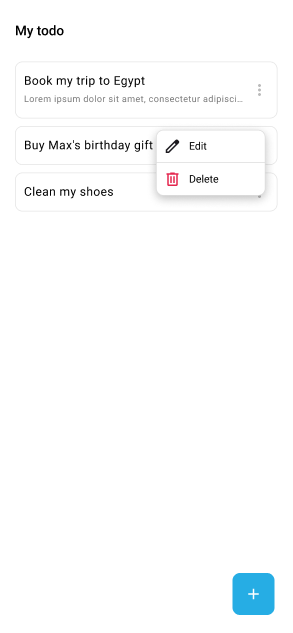 My todo
Book my trip to Egypt
Lorem ipsum dolor sit amet, consectetur adipisci...
Buy Max's birthday gift
Edit
Delete
Clean my shoes